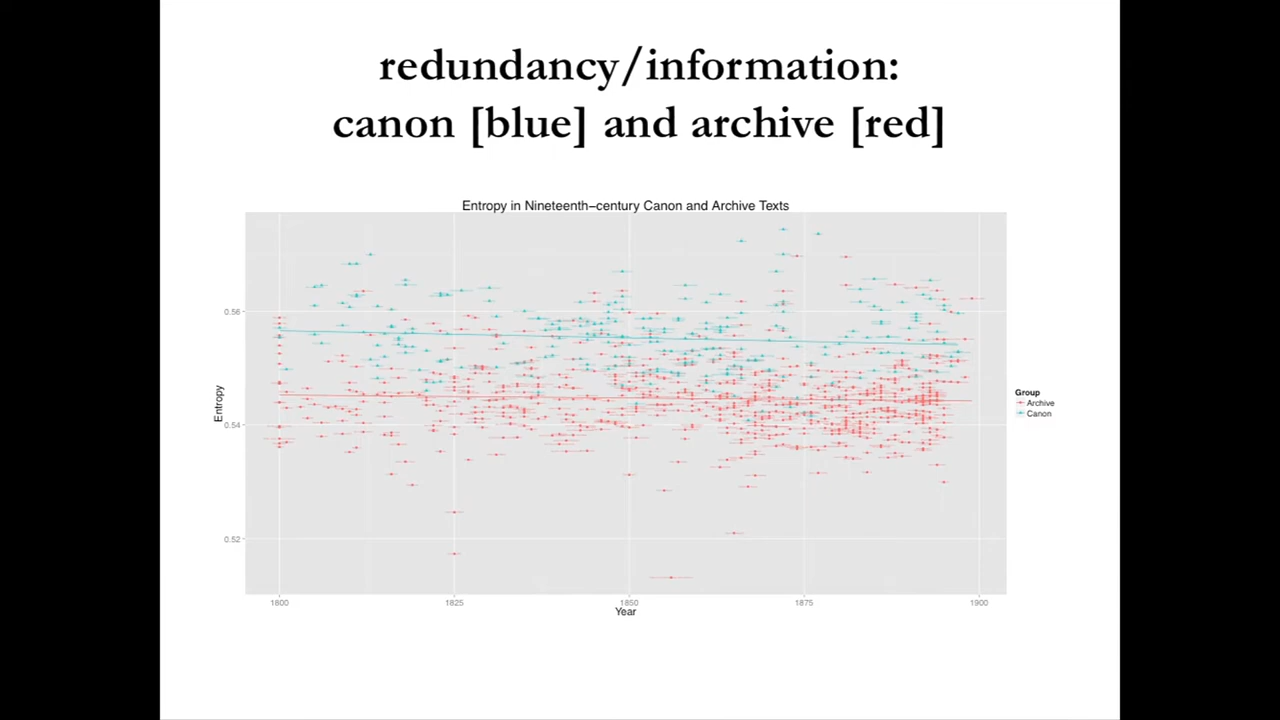 redundancy/information:
canon [blue] and archive [red]
Entropy in Nineteenth−century Canon and Archive Texts
Entropy
0.56
0.54
0.52
1800
1825
1850
1875
1900
Year
Group
Archive
Canon